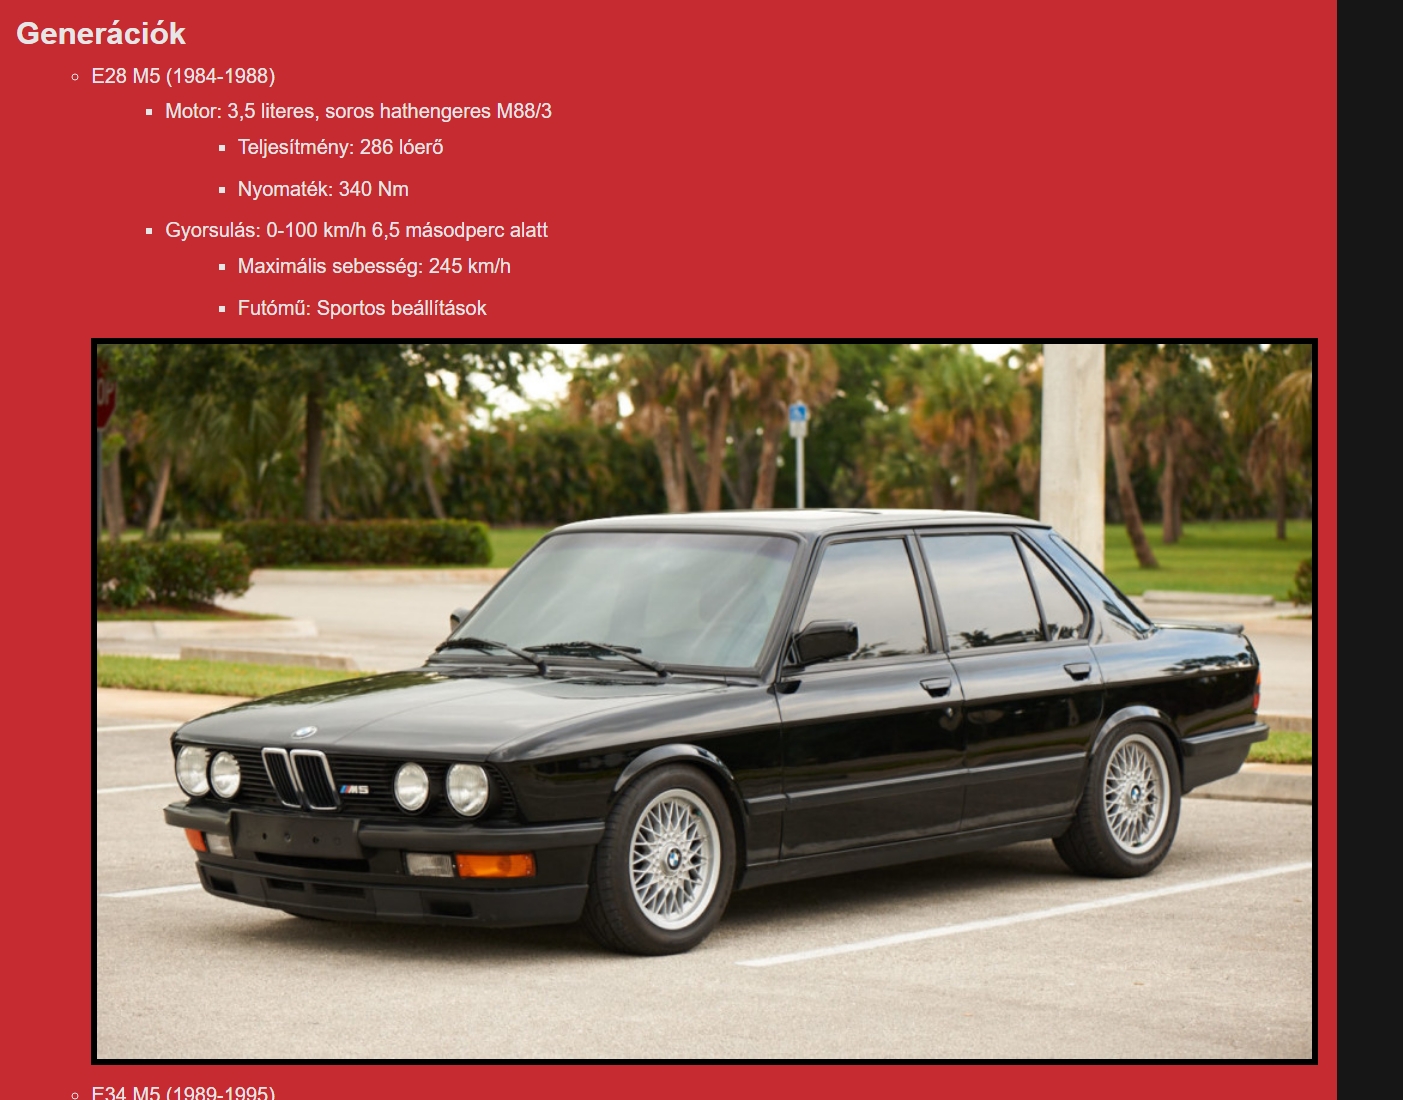 Generációk
E28 M5 (1984-1988)
Motor: 3,5 literes, soros hathengeres M88/3
Teljesítmény: 286 lóerő
Nyomaték: 340 Nm
Gyorsulás: 0-100 km/h 6,5 másodperc alatt
Maximális sebesség: 245 km/h
Futómű: Sportos beállítások
OP
M5
E34 M5 (1989-1995)